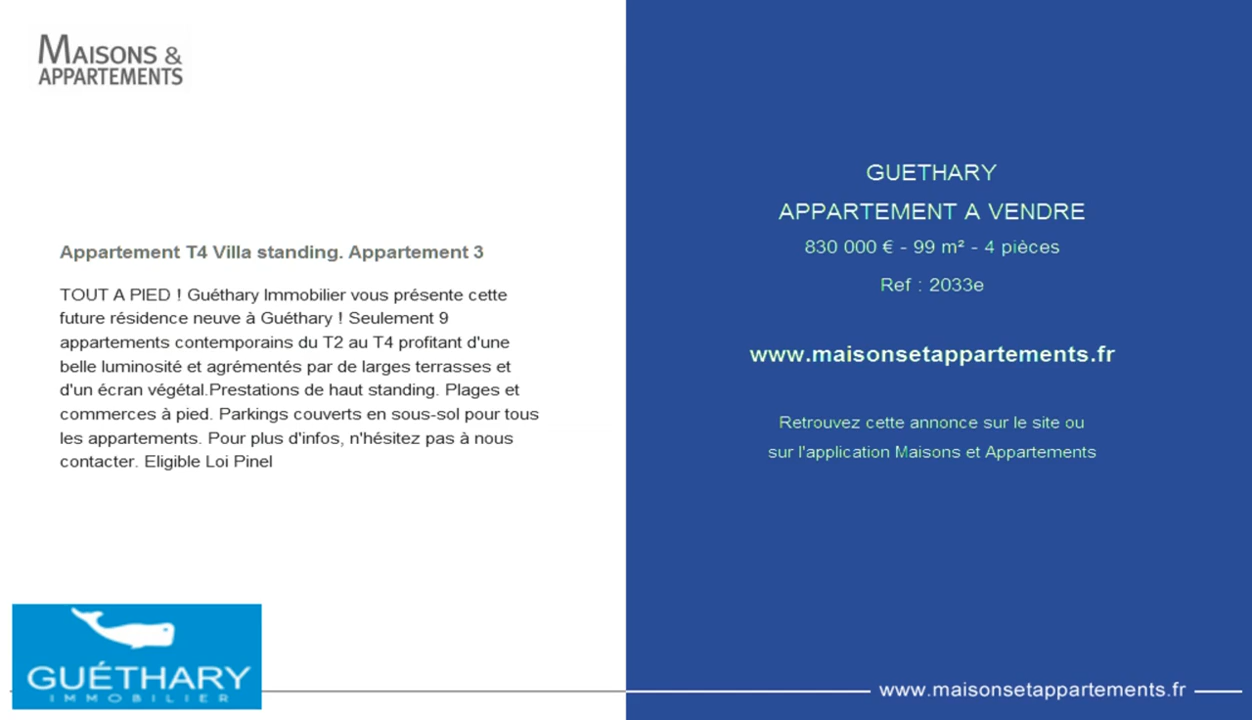 MAISONS &
APPARTEMENTS
Appartement T4 Villa standing. Appartement 3
TOUT A PIED ! Guéthary Immobilier vous présente cette
future résidence neuve à Guéthary ! Seulement 9
appartements contemporains du T2 au T4 profitant d'une
belle luminosité et agrémentés par de larges terrasses et
d'un écran végétal.Prestations de haut standing. Plages et
commerces à pied. Parkings couverts en sous-sol pour tous
les appartements. Pour plus d'infos, n'hésitez pas à nous
contacter. Eligible Loi Pinel
GUÉTHARY
IMMOBILIER
GUETHARY
APPARTEMENT A VENDRE
830 000 € - 99 m² - 4 pièces
Ref : 2033e
www.maisonsetappartements.fr
Retrouvez cette annonce sur le site ou
sur l'application Maisons et Appartements
www.maisonsetappartements.fr